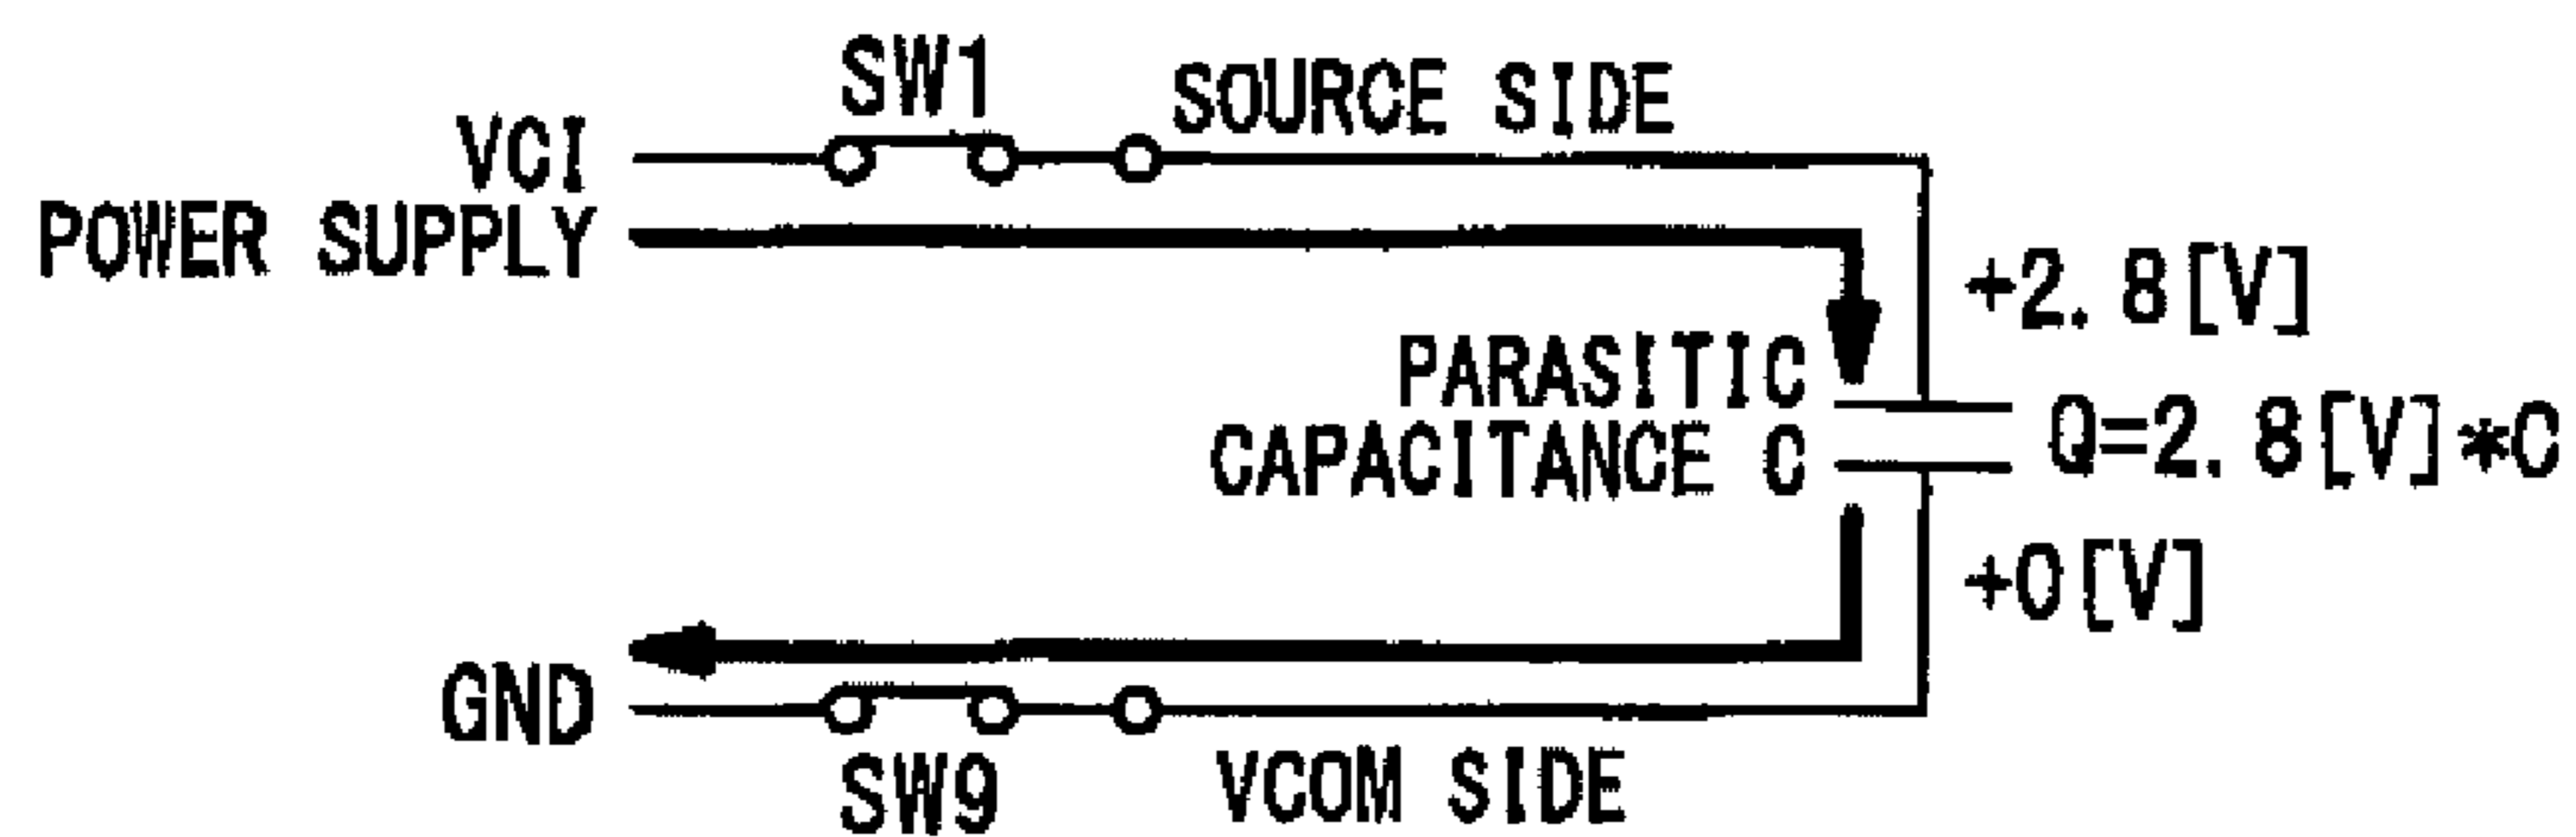 SW1
SOURCE SIDE
VCI
POWER SUPPLY
+2.8[V]
PARASITIC
CAPACITANCE C
Q=2.8[V]*C
+0[V]
GND
SW9
VCOM SIDE